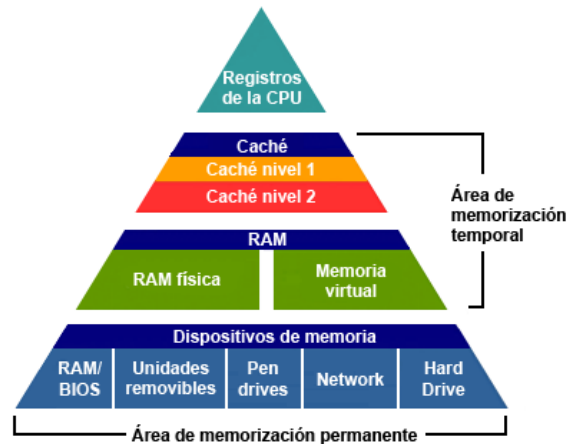 Registros
de la CPU
Caché
Caché nivel 1
Caché nivel 2
Área de
memorización
temporal
RAM
RAM física
Memoria
virtual
Dispositivos de memoria
RAM/
BIOS
Unidades
removibles
Pen
drives
Network
Hard
Drive
Área de memorización permanente